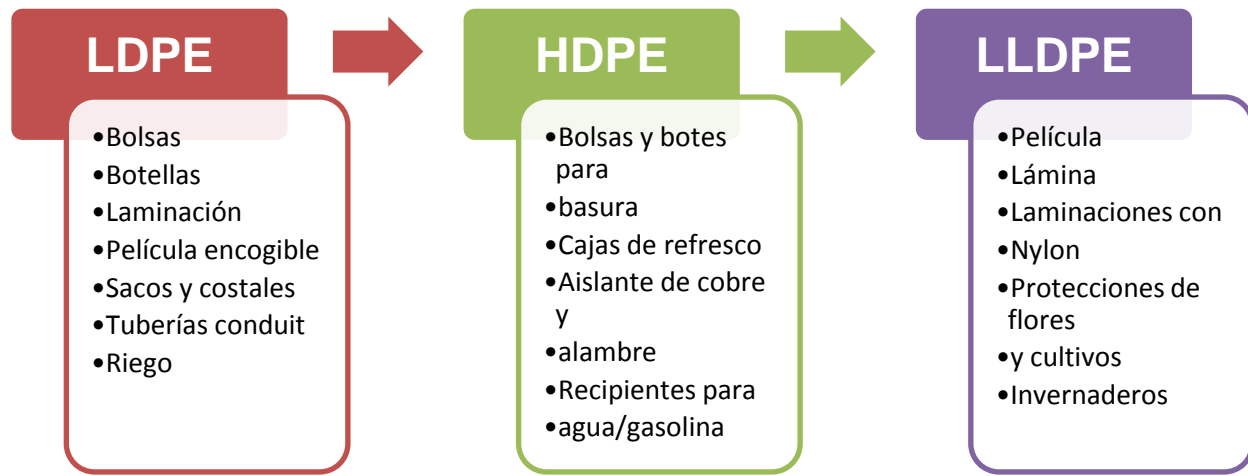 LDPE
•Bolsas
•Botellas
•Laminación
•Película encogible
•Sacos y costales
•Tuberías conduit
•Riego
HDPE
•Bolsas y botes
para
•basura
•Cajas de refresco
•Aislante de cobre
y
•alambre
•Recipientes para
•agua/gasolina
LLDPE
•Película
•Lámina
•Laminaciones con
•Nylon
•Protecciones de
flores
•y cultivos
•Invernaderos